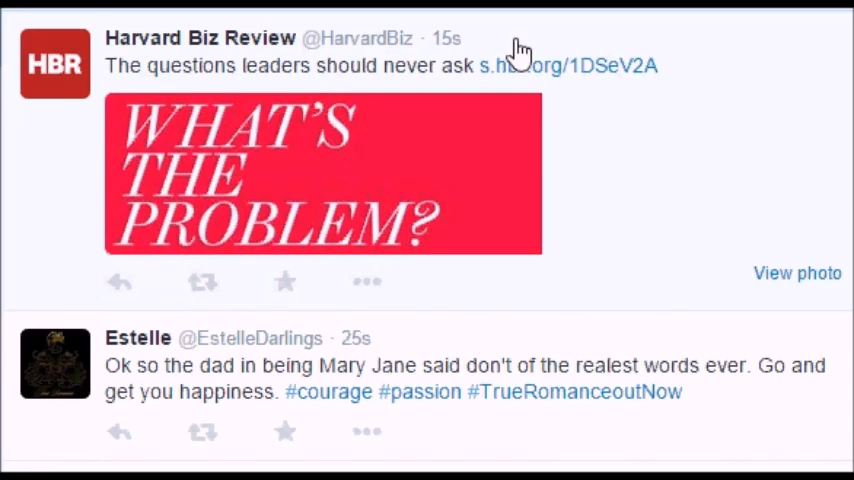 HBR
Harvard Biz Review @HarvardBiz · 15s
The questions leaders should never ask
WHAT'S
THE
PROBLEM?
View photo
Estelle @EstelleDarlings · 25s
Ok so the dad in being Mary Jane said don't of the realest words ever. Go and
get you happiness. #courage #passion #TrueRomanceoutNow